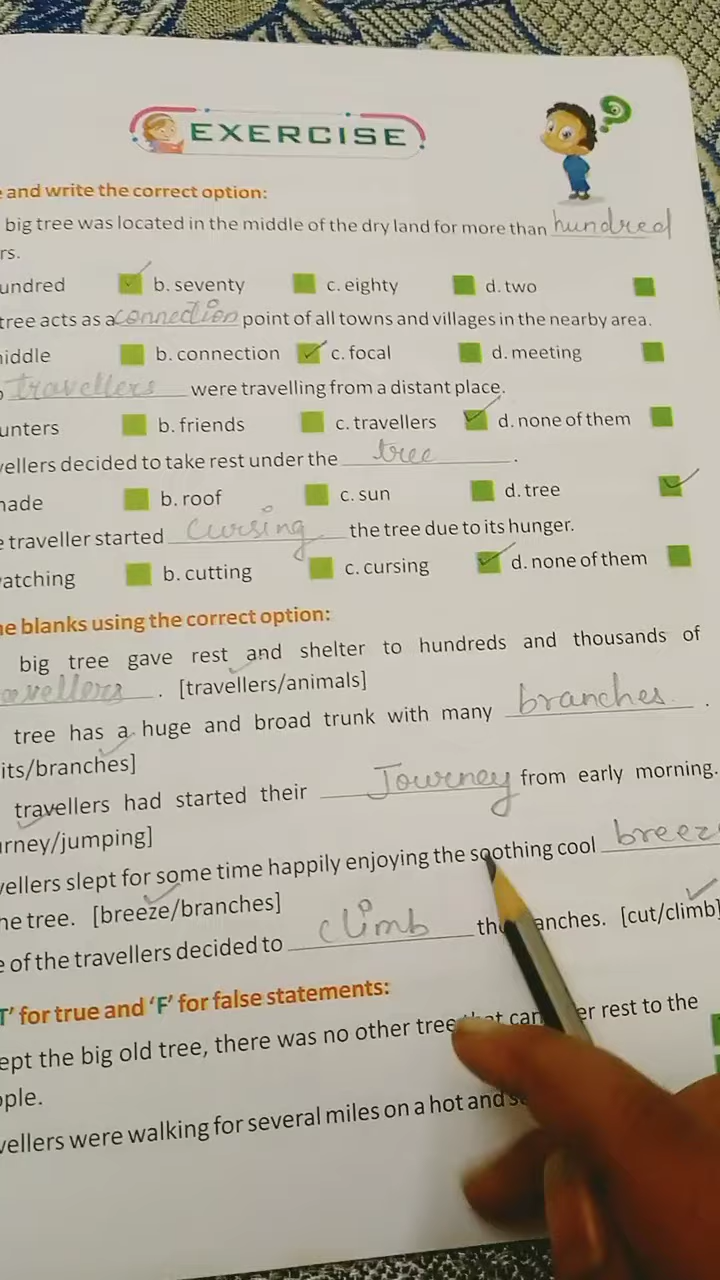 EXERCISE
and write the correct option:
big tree was located in the middle of the dry land for more than hundred
rs.
undred b. seventy c. eighty d. two
tree acts as a connection point of all towns and villages in the nearby area.
iddle b. connection c. focal d. meeting
travellers were travelling from a distant place.
unters b. friends c. travellers d. none of them
vellers decided to take rest under the tree .
hade b. roof c. sun d. tree
e traveller started cursing the tree due to its hunger.
atching b. cutting c. cursing d. none of them
he blanks using the correct option:
big tree gave rest and shelter to hundreds and thousands of
avellers . [travellers/animals]
tree has a huge and broad trunk with many branches. .
its/branches]
travellers had started their Journey from early morning.
urney/jumping]
vellers slept for some time happily enjoying the soothing cool breez
he tree. [breeze/branches]
e of the travellers decided to climb the branches. [cut/climb]
T' for true and 'F' for false statements:
ept the big old tree, there was no other tree that can er rest to the
ople.
vellers were walking for several miles on a hot and s